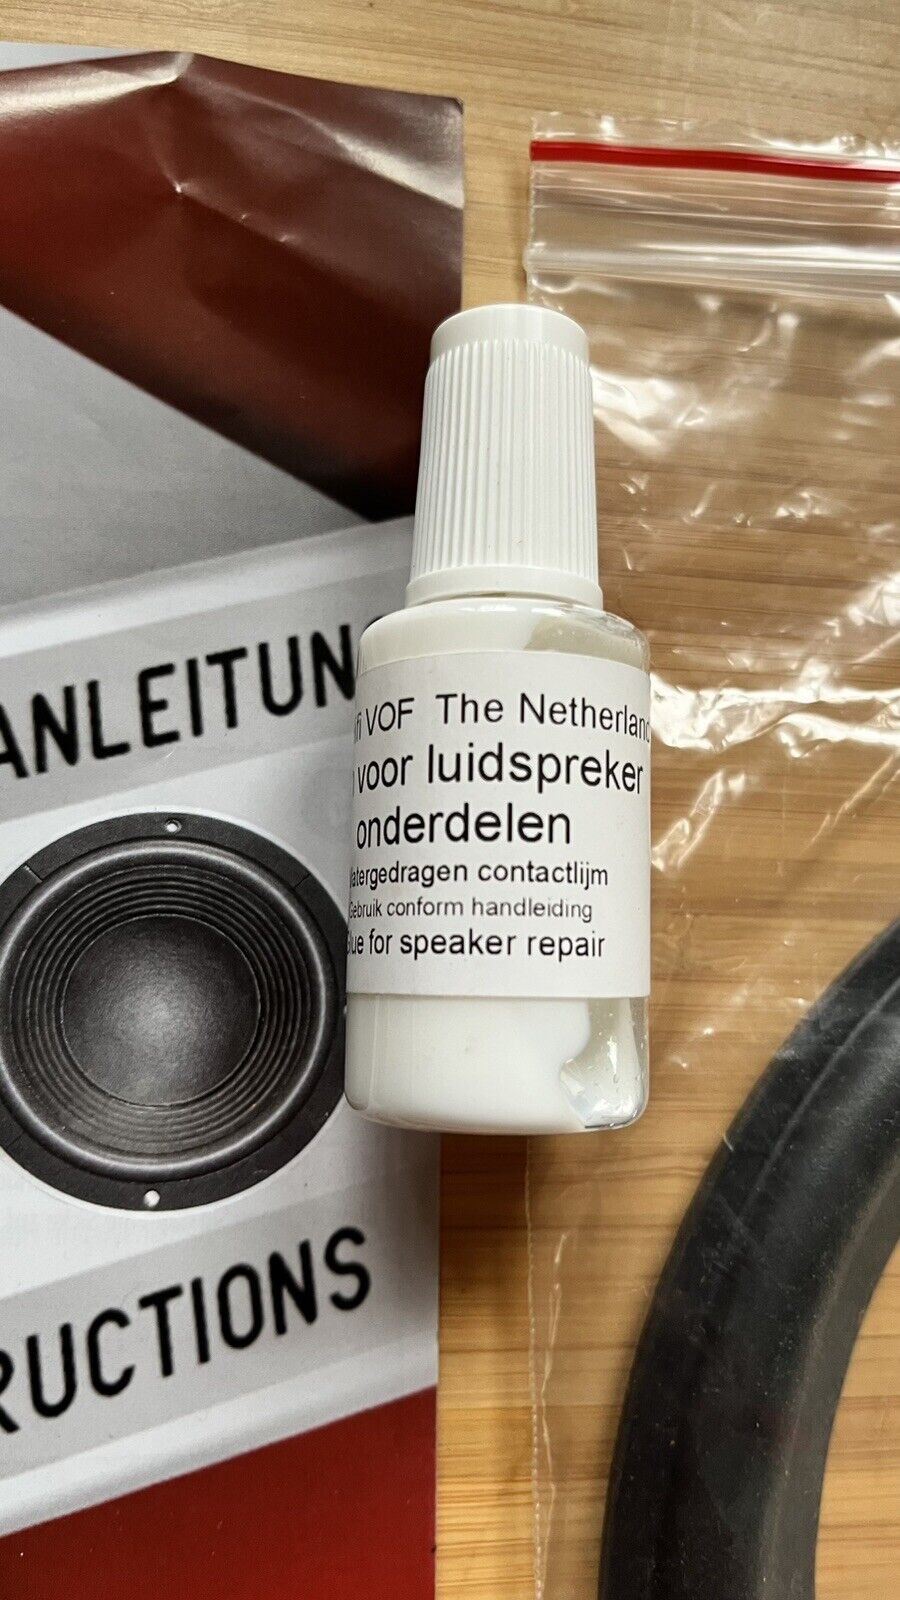 ANLEITUN
fi VOF The Netherland
voor luidspreker
onderdelen
atergedragen contactlijm
Gebruik conform handleiding
lue for speaker repair
RUCTIONS